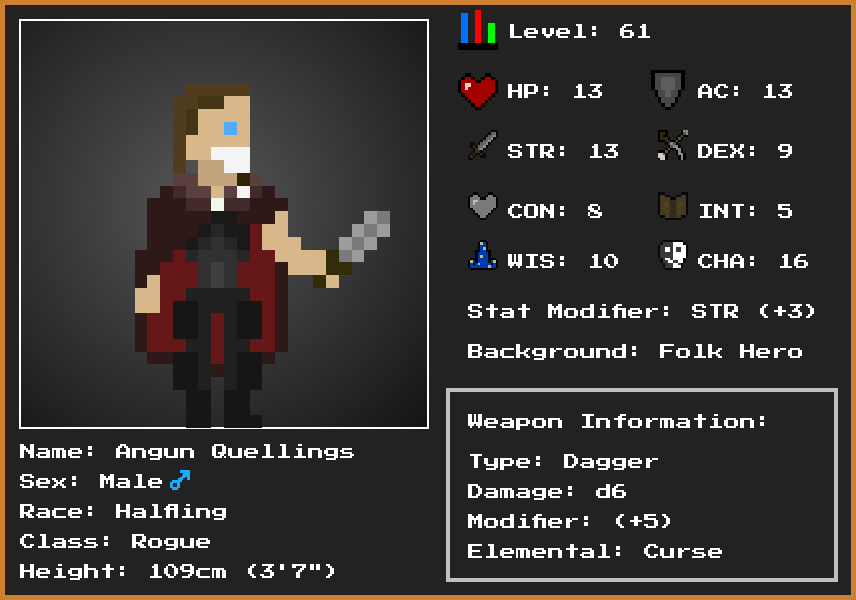 Level: 61
HP: 13 AC: 13
STR: 13 DEX: 9
CON: 8 INT: 5
WIS: 10 CHA: 16
Stat Modifier: STR (+3)
Background: Folk Hero
Weapon Information:
Type: Dagger
Damage: d6
Modifier: (+5)
Elemental: Curse
Name: Angun Quellings
Sex: Male ♂
Race: Halfling
Class: Rogue
Height: 109cm (3'7")